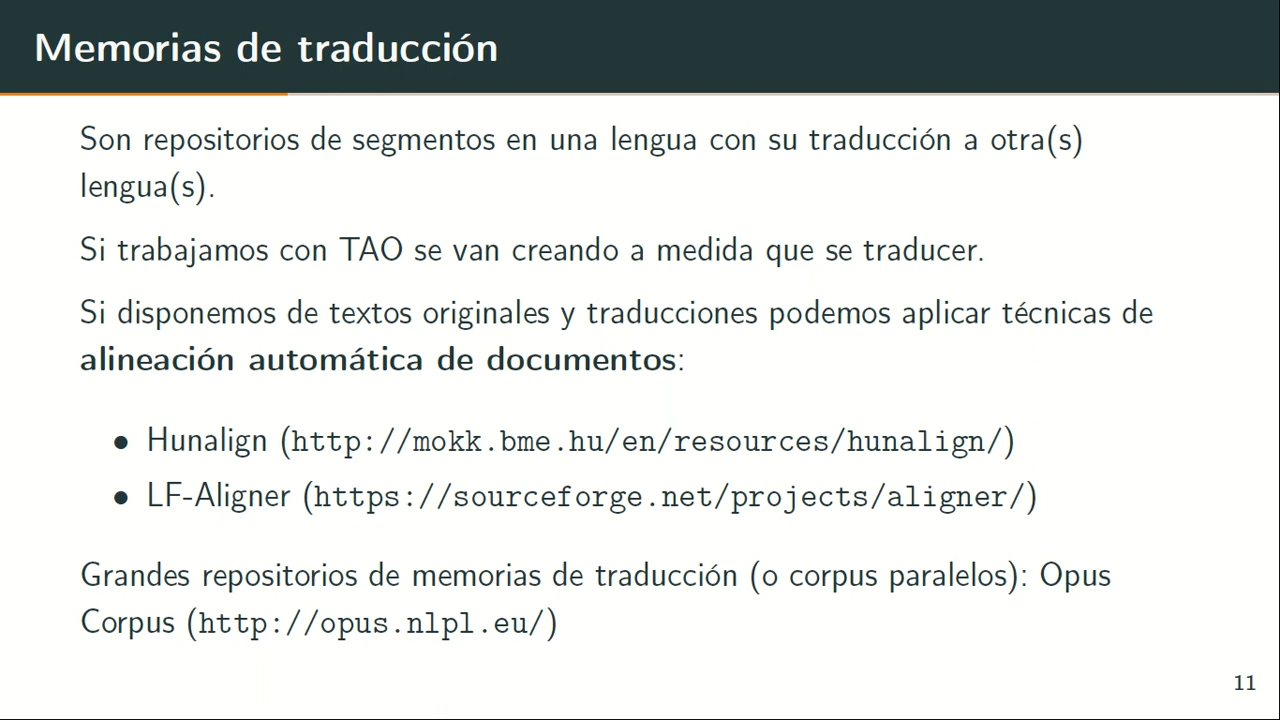 Memorias de traducción
Son repositorios de segmentos en una lengua con su traducción a otra(s)
lengua(s).
Si trabajamos con TAO se van creando a medida que se traducer.
Si disponemos de textos originales y traducciones podemos aplicar técnicas de
alineación automática de documentos:
• Hunalign (http://mokk.bme.hu/en/resources/hunalign/)
• LF-Aligner (https://sourceforge.net/projects/aligner/)
Grandes repositorios de memorias de traducción (o corpus paralelos): Opus
Corpus (http://opus.nlpl.eu/)
11